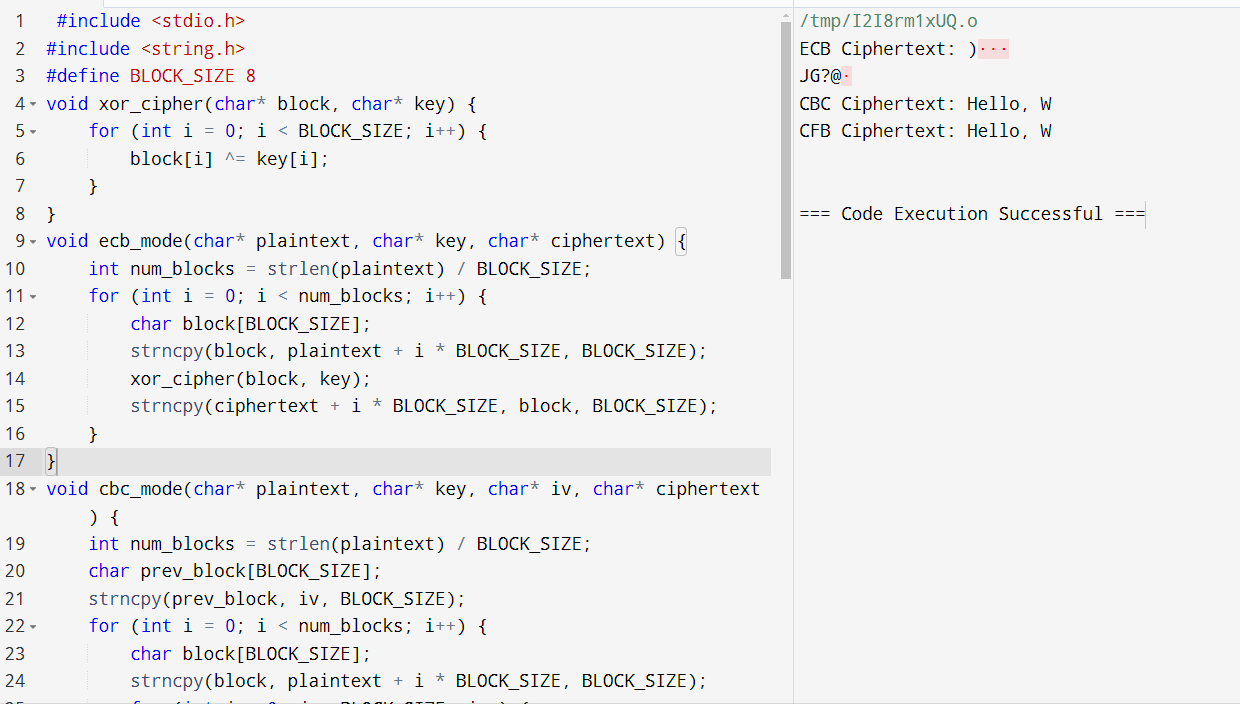 1 #include <stdio.h>
2 #include <string.h>
3 #define BLOCK_SIZE 8
4 void xor_cipher(char* block, char* key) {
5 for (int i = 0; i < BLOCK_SIZE; i++) {
6 block[i] ^= key[i];
7 }
8 }
9 void ecb_mode(char* plaintext, char* key, char* ciphertext) {
10 int num_blocks = strlen(plaintext) / BLOCK_SIZE;
11 for (int i = 0; i < num_blocks; i++) {
12 char block[BLOCK_SIZE];
13 strncpy(block, plaintext + i * BLOCK_SIZE, BLOCK_SIZE);
14 xor_cipher(block, key);
15 strncpy(ciphertext + i * BLOCK_SIZE, block, BLOCK_SIZE);
16 }
17 }
18 void cbc_mode(char* plaintext, char* key, char* iv, char* ciphertext
) {
19 int num_blocks = strlen(plaintext) / BLOCK_SIZE;
20 char prev_block[BLOCK_SIZE];
21 strncpy(prev_block, iv, BLOCK_SIZE);
22 for (int i = 0; i < num_blocks; i++) {
23 char block[BLOCK_SIZE];
24 strncpy(block, plaintext + i * BLOCK_SIZE, BLOCK_SIZE);
/tmp/I2I8rm1xUQ.o
ECB Ciphertext: )···
JG?@·
CBC Ciphertext: Hello, W
CFB Ciphertext: Hello, W
=== Code Execution Successful ===